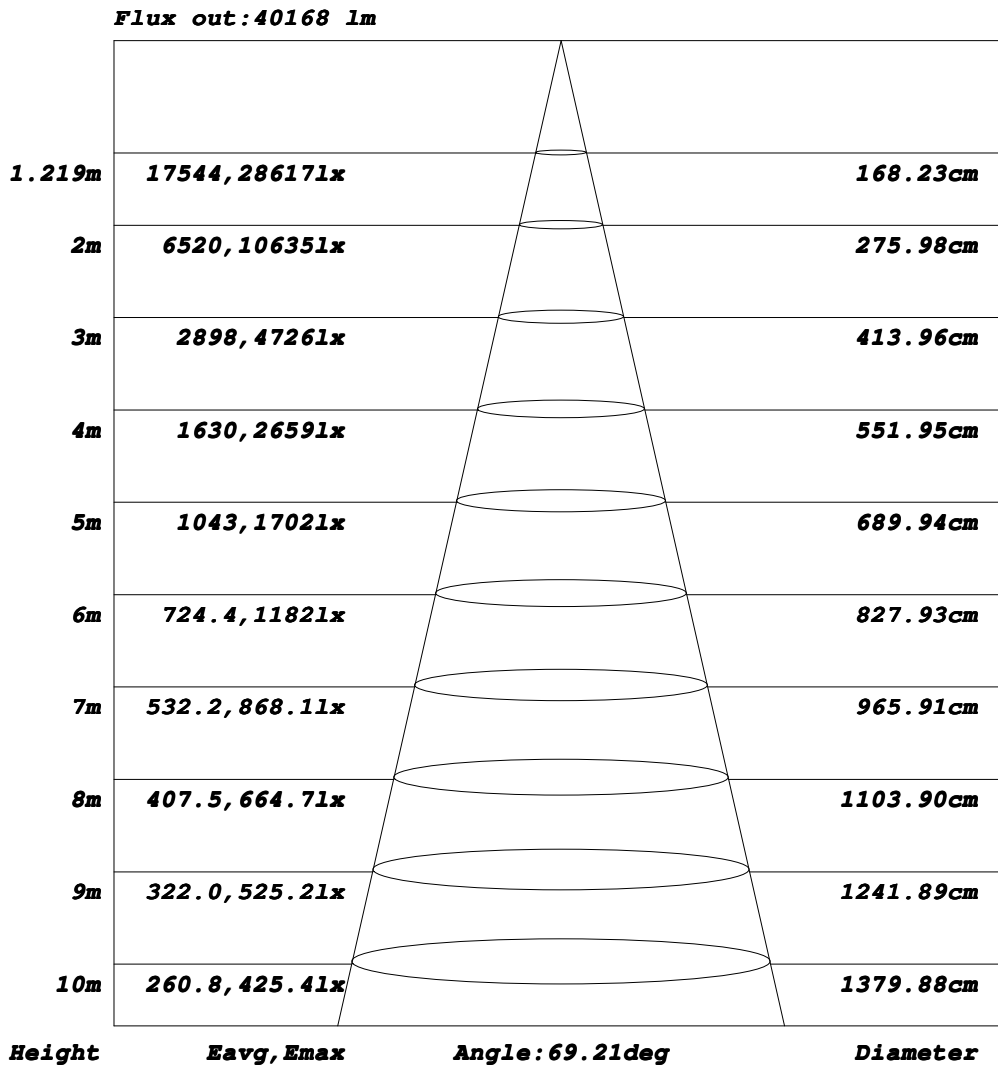 Flux out:40168 lm
1.219m 17544,28617lx 168.23cm
2m 6520,10635lx 275.98cm
3m 2898,4726lx 413.96cm
4m 1630,2659lx 551.95cm
5m 1043,1702lx 689.94cm
6m 724.4,1182lx 827.93cm
7m 532.2,868.1lx 965.91cm
8m 407.5,664.7lx 1103.90cm
9m 322.0,525.2lx 1241.89cm
10m 260.8,425.4lx 1379.88cm
Height Eavg,Emax Angle:69.21deg Diameter